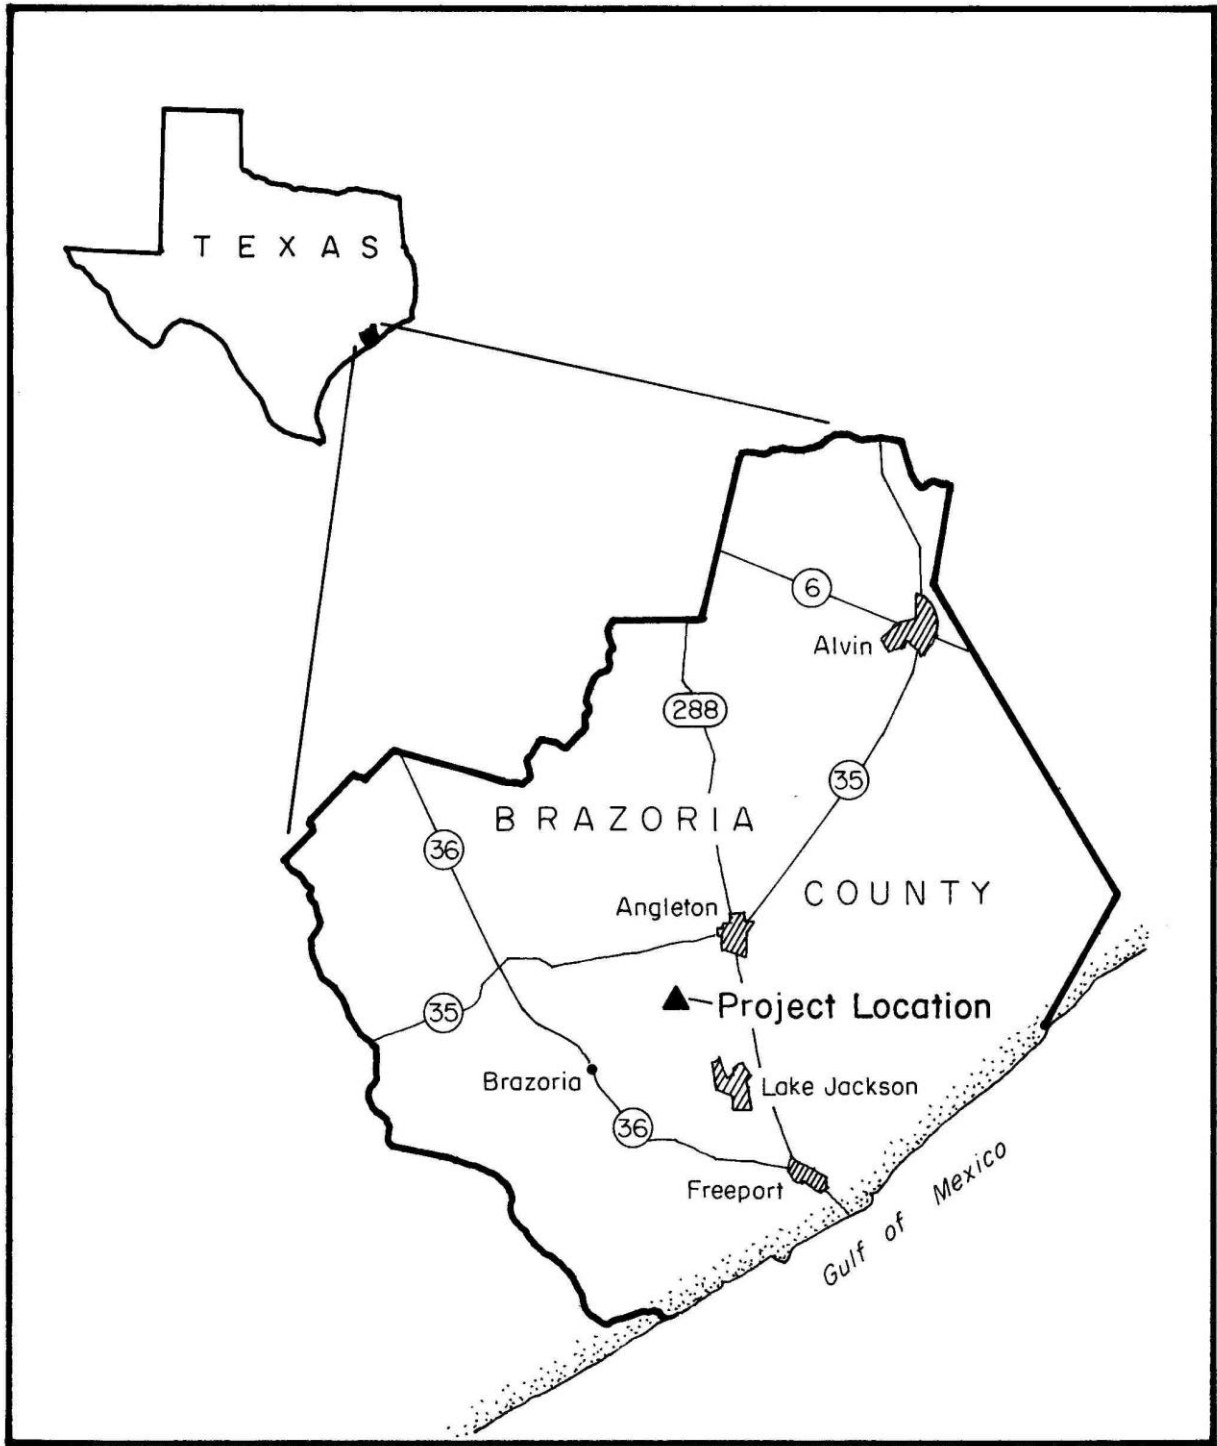 TEXAS
6
Alvin
288
35
BRAZORIA
36
COUNTY
Angleton
35
Project Location
Brazoria
Lake Jackson
36
Freeport
Gulf of Mexico